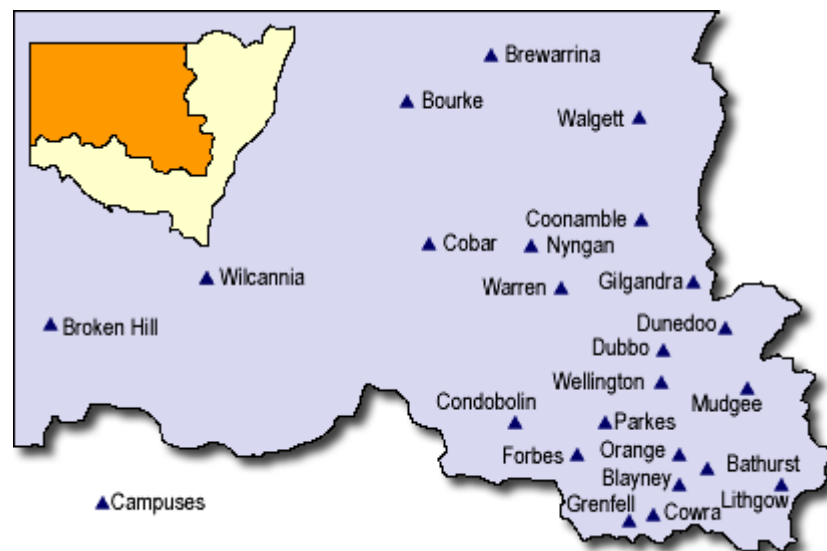 Brewarrina
Bourke
Walgett
Coonamble
Cobar
Nyngan
Wilcannia
Warren
Gilgandra
Broken Hill
Dunedoo
Dubbo
Wellington
Mudgee
Condobolin
Parkes
Forbes
Orange
Bathurst
Blayney
Lithgow
Grenfell
Cowra
Campuses